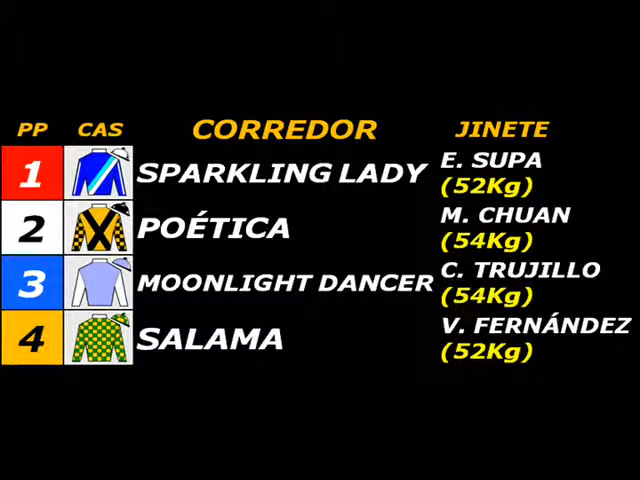 PP CAS CORREDOR JINETE
1 SPARKLING LADY E. SUPA
(52Kg)
2 POÉTICA M. CHUAN
(54Kg)
3 MOONLIGHT DANCER C. TRUJILLO
(54Kg)
4 SALAMA V. FERNÁNDEZ
(52Kg)